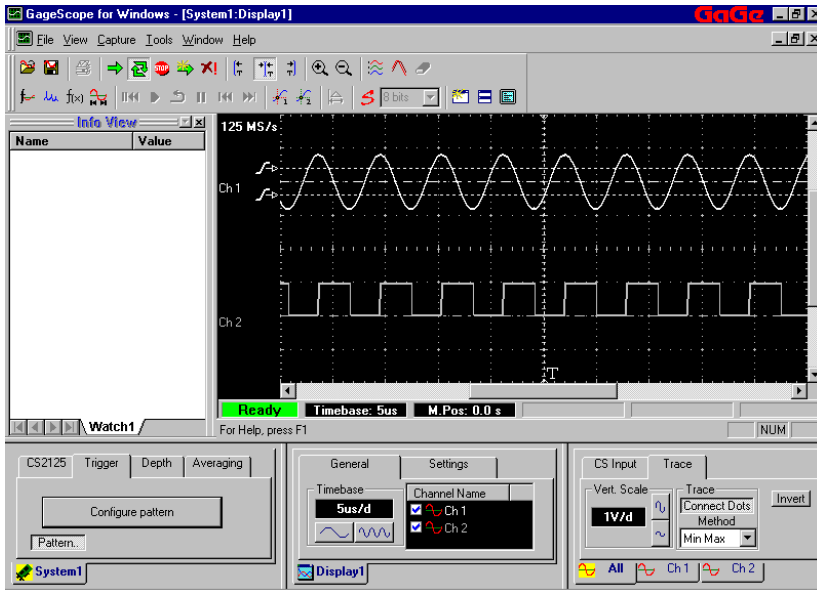 GageScope for Windows - [System1:Display1]
GaGe
File View Capture Tools Window Help
f(x) 8 bits
Info View
Name Value
125 MS/s
Ch 1
Ch 2
T
Ready Timebase: 5us M.Pos: 0.0 s
Watch1
For Help, press F1
NUM
CS2125 Trigger Depth Averaging
Configure pattern
Pattern..
System1
General Settings
Timebase
5us/d
Channel Name
Ch 1
Ch 2
Display1
CS Input Trace
Vert. Scale
1V/d
Trace
Connect Dots
Method
Min Max
Invert
All Ch 1 Ch 2